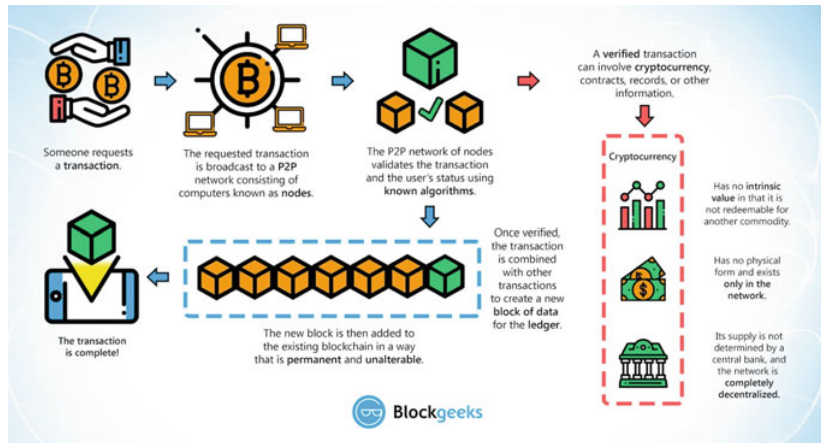 Someone requests
a transaction.
The requested transaction
is broadcast to a P2P
network consisting of
computers known as nodes.
The P2P network of nodes
validates the transaction
and the user's status using
known algorithms.
A verified transaction
can involve cryptocurrency,
contracts, records, or other
information.
Cryptocurrency
Has no intrinsic
value in that it is
not redeemable for
another commodity.
Has no physical
form and exists
only in the
network.
Its supply is not
determined by a
central bank, and
the network is
completely
decentralized.
Once verified,
the transaction
is combined
with other
transactions
to create a new
block of data
for the ledger.
The new block is then added to
the existing blockchain in a way
that is permanent and unalterable.
The transaction
is complete!
Blockgeeks